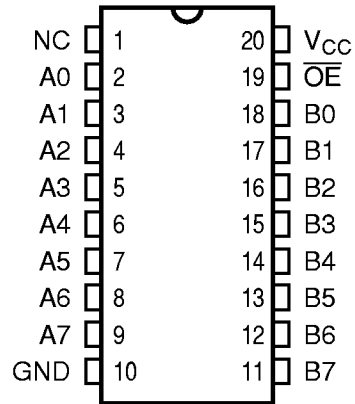 NC 1 20 VCC
A0 2 19 OE
A1 3 18 B0
A2 4 17 B1
A3 5 16 B2
A4 6 15 B3
A5 7 14 B4
A6 8 13 B5
A7 9 12 B6
GND 10 11 B7